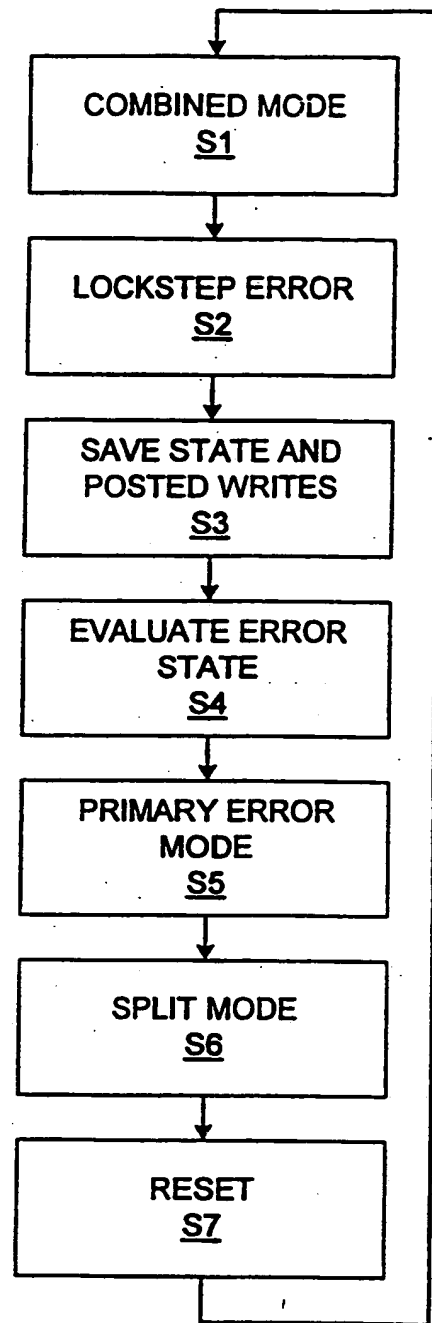 COMBINED MODE
S1
LOCKSTEP ERROR
S2
SAVE STATE AND
POSTED WRITES
S3
EVALUATE ERROR
STATE
S4
PRIMARY ERROR
MODE
S5
SPLIT MODE
S6
RESET
S7